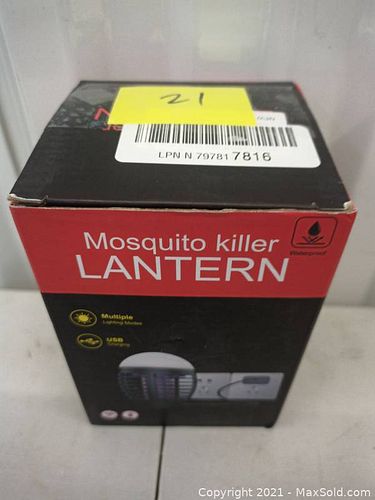 21
LPN N 79781 7816
Mosquito killer
LANTERN
Waterproof
Multiple
Lighting Modes
USB
Charging
Copyright 2021 - MaxSold.com